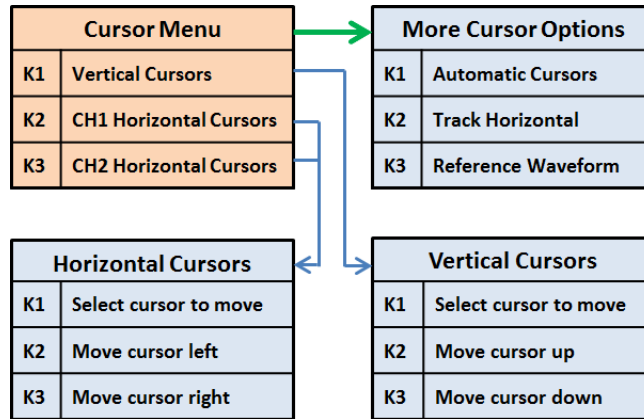 Cursor Menu
K1 Vertical Cursors
K2 CH1 Horizontal Cursors
K3 CH2 Horizontal Cursors
More Cursor Options
K1 Automatic Cursors
K2 Track Horizontal
K3 Reference Waveform
Horizontal Cursors
K1 Select cursor to move
K2 Move cursor left
K3 Move cursor right
Vertical Cursors
K1 Select cursor to move
K2 Move cursor up
K3 Move cursor down